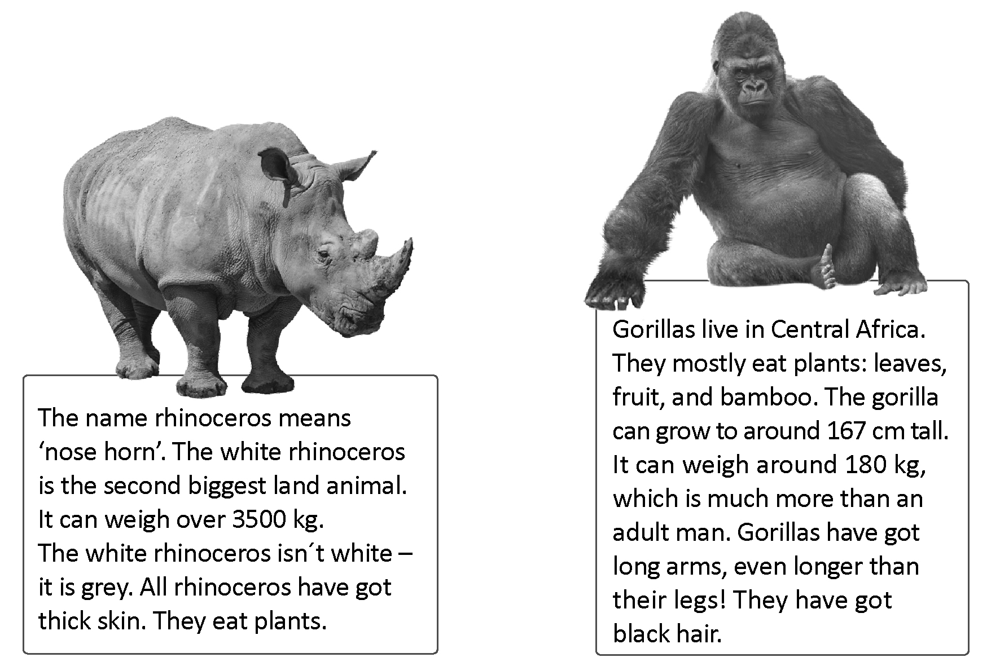 The name rhinoceros means
‘nose horn’. The white rhinoceros
is the second biggest land animal.
It can weigh over 3500 kg.
The white rhinoceros isn´t white –
it is grey. All rhinoceros have got
thick skin. They eat plants.
Gorillas live in Central Africa.
They mostly eat plants: leaves,
fruit, and bamboo. The gorilla
can grow to around 167 cm tall.
It can weigh around 180 kg,
which is much more than an
adult man. Gorillas have got
long arms, even longer than
their legs! They have got
black hair.